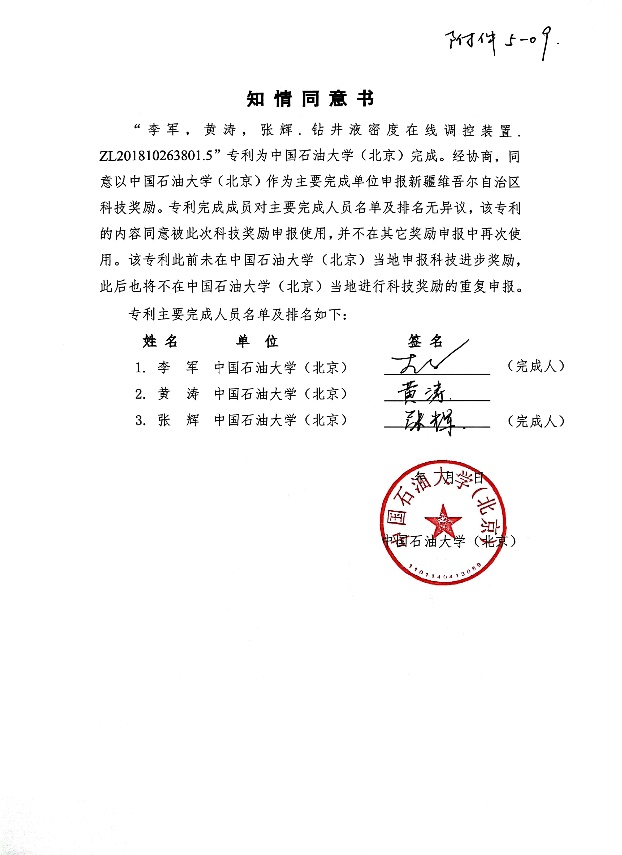 附件 5-09.
知情同意书
“李军，黄涛，张辉.钻井液密度在线调控装置.
ZL201810263801.5”专利为中国石油大学（北京）完成。经协商，同
意以中国石油大学（北京）作为主要完成单位申报新疆维吾尔自治区
科技奖励。专利完成成员对主要完成人员名单及排名无异议，该专利
的内容同意被此次科技奖励申报使用，并不在其它奖励申报中再次使
用。该专利此前未在中国石油大学（北京）当地申报科技进步奖励，
此后也将不在中国石油大学（北京）当地进行科技奖励的重复申报。
专利主要完成人员名单及排名如下：
姓名 单位 签名
1. 李 军 中国石油大学（北京） （完成人）
2. 黄 涛 中国石油大学（北京） 黄涛
3. 张 辉 中国石油大学（北京） 张辉. （完成人）
年 月 日
中国石油大学（北京）
中国石油大学(北京)